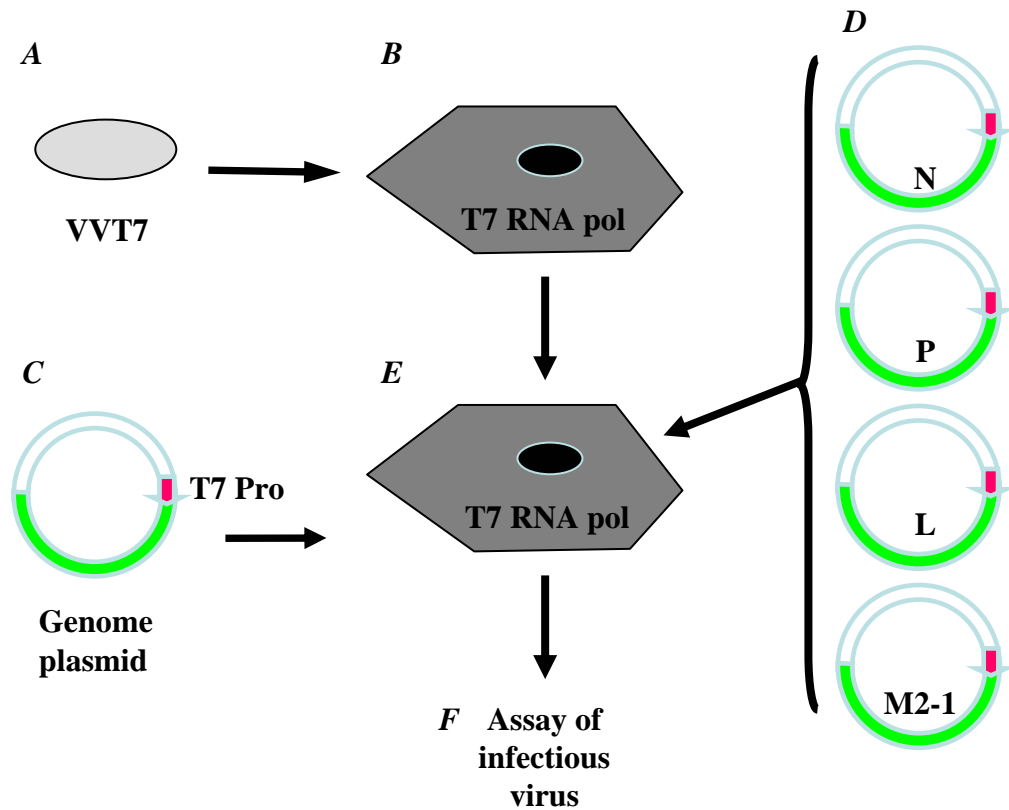 A
B
D
VVT7
T7 RNA pol
N
P
C
E
T7 Pro
T7 RNA pol
L
Genome
plasmid
M2-1
F Assay of
infectious
virus